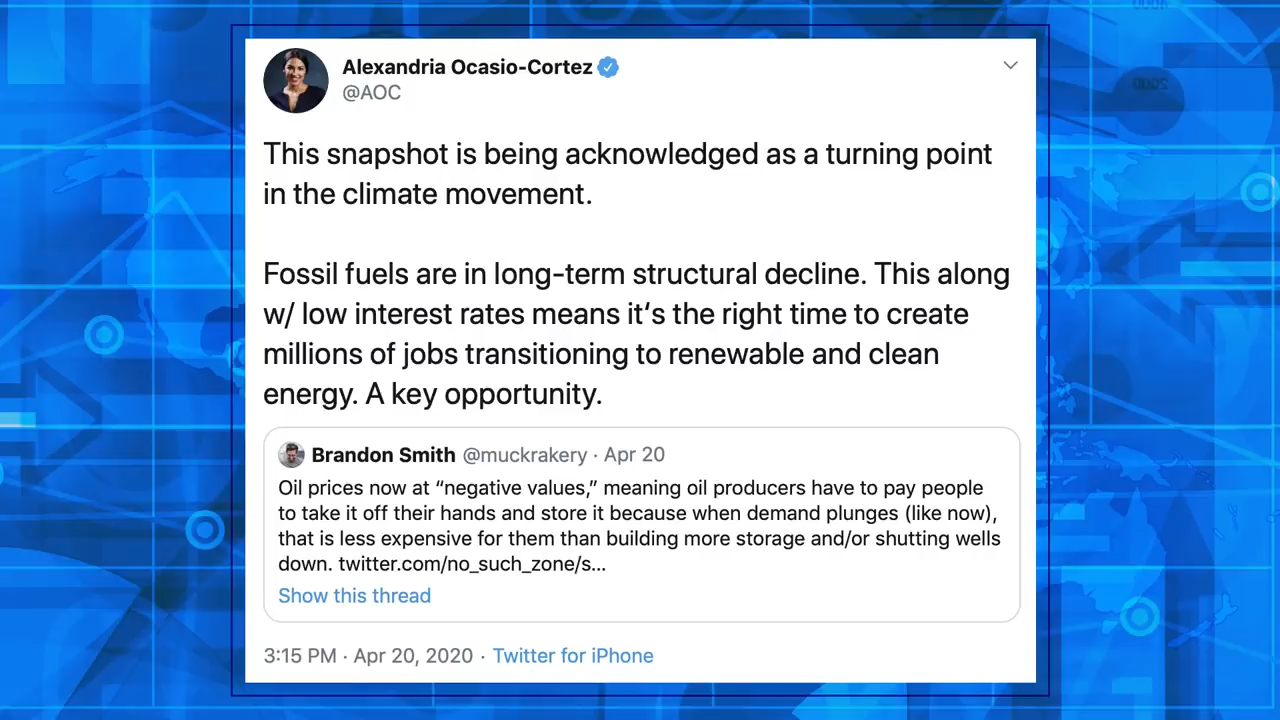 Alexandria Ocasio-Cortez
@AOC
This snapshot is being acknowledged as a turning point
in the climate movement.
Fossil fuels are in long-term structural decline. This along
w/ low interest rates means it‘s the right time to create
millions of jobs transitioning to renewable and clean
energy. A key opportunity.
Brandon Smith @muckrakery · Apr 20
Oil prices now at “negative values,” meaning oil producers have to pay people
to take it off their hands and store it because when demand plunges (like now),
that is less expensive for them than building more storage and/or shutting wells
down. twitter.com/no_such_zone/s...
Show this thread
3:15 PM · Apr 20, 2020 · Twitter for iPhone